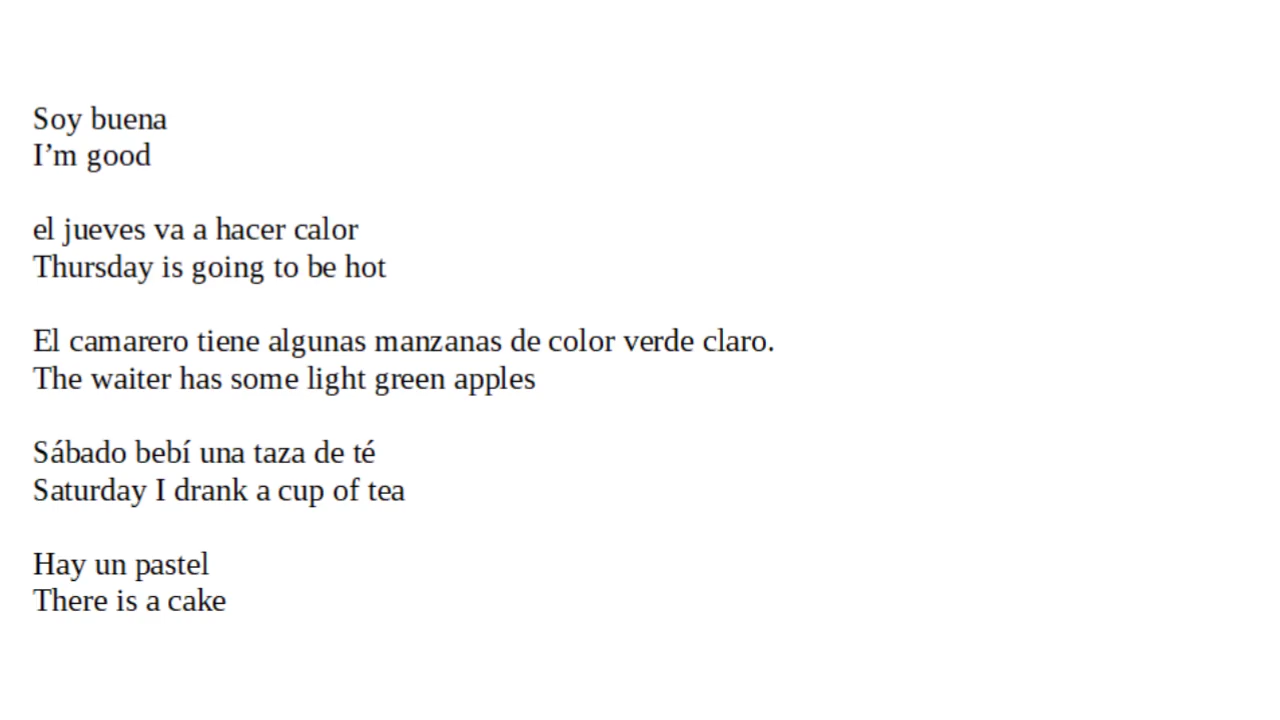 Soy buena
I’m good
el jueves va a hacer calor
Thursday is going to be hot
El camarero tiene algunas manzanas de color verde claro.
The waiter has some light green apples
Sábado bebí una taza de té
Saturday I drank a cup of tea
Hay un pastel
There is a cake